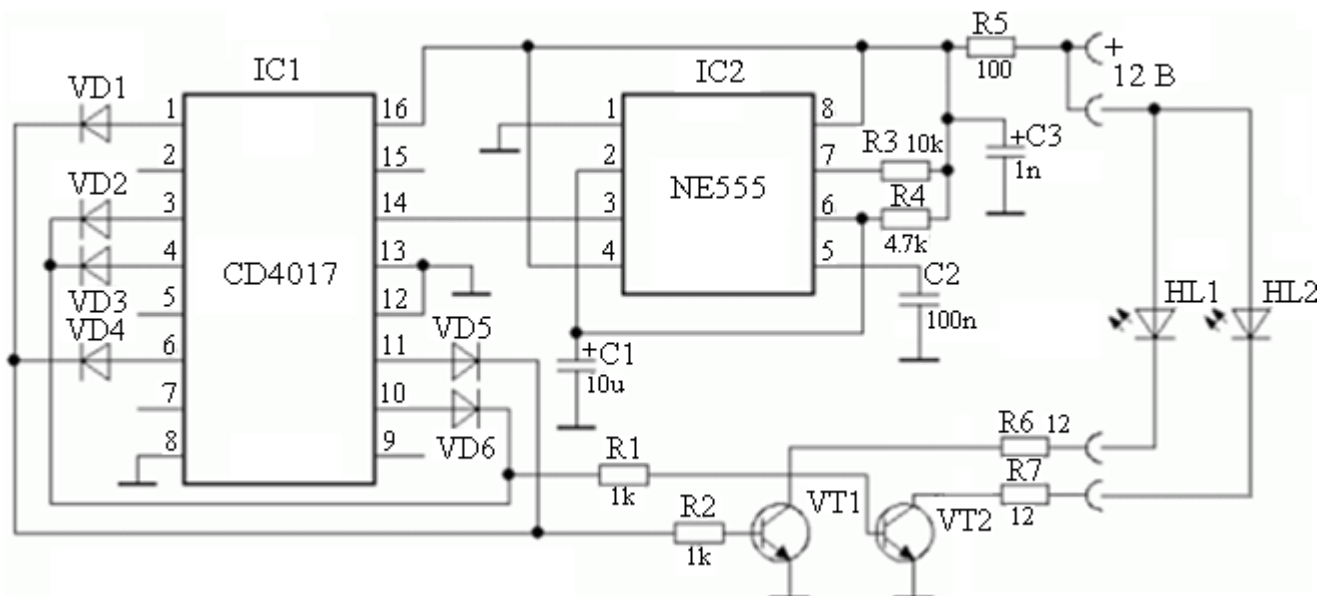 R5
100
+
12 В
IC1
IC2
VD1
1
2
VD2
3
4
VD3
5
VD4
6
7
8
CD4017
16
15
14
13
12
11
10
9
VD5
VD6
1
2
3
4
NE555
8
7
6
5
R3 10k
R4
4.7k
+C3
1n
C2
100n
+C1
10u
HL1
HL2
R1
1k
R2
1k
VT1
VT2
R6 12
R7
12